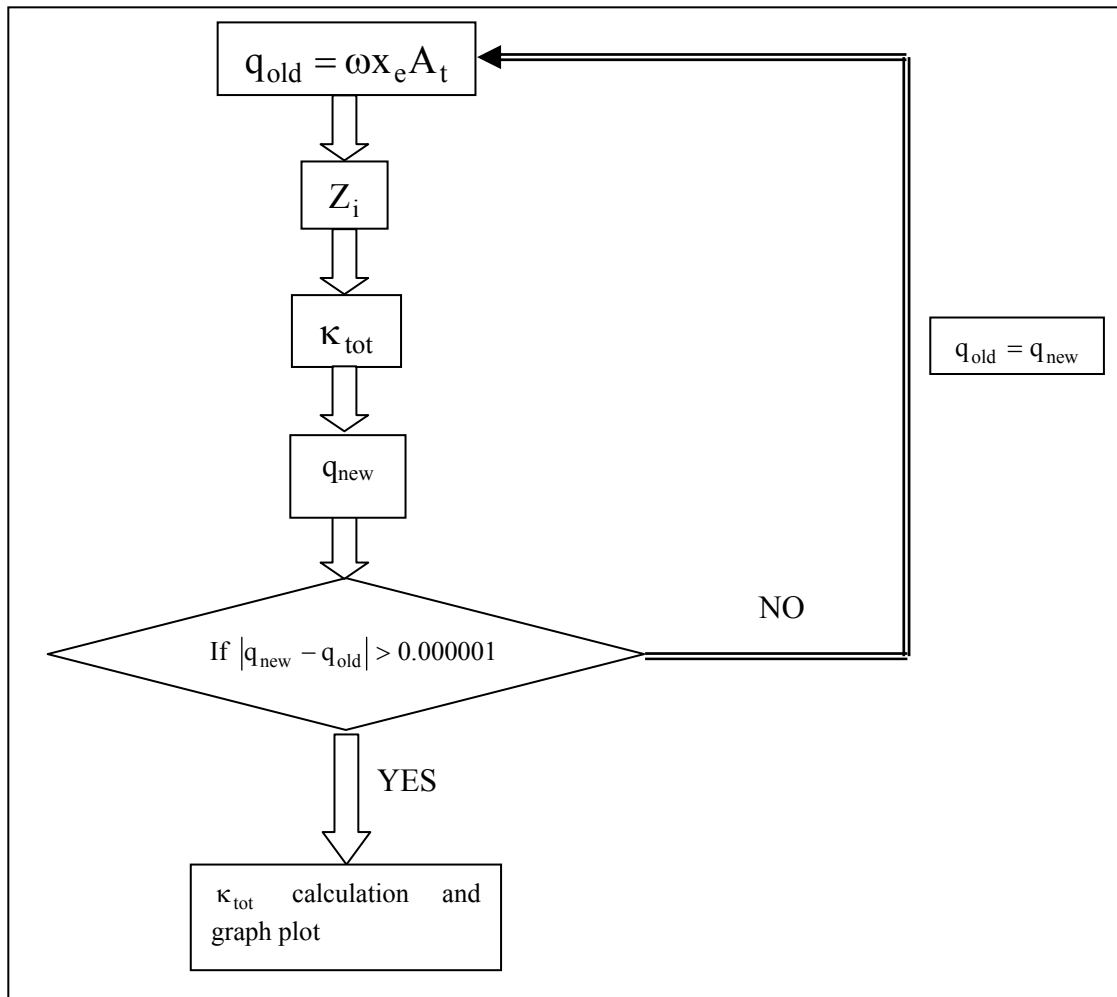 q_old = ωx_eA_t
Z_i
κ_tot
q_new
If |q_new − q_old| > 0.000001
NO
q_old = q_new
YES
κ_tot calculation and
graph plot